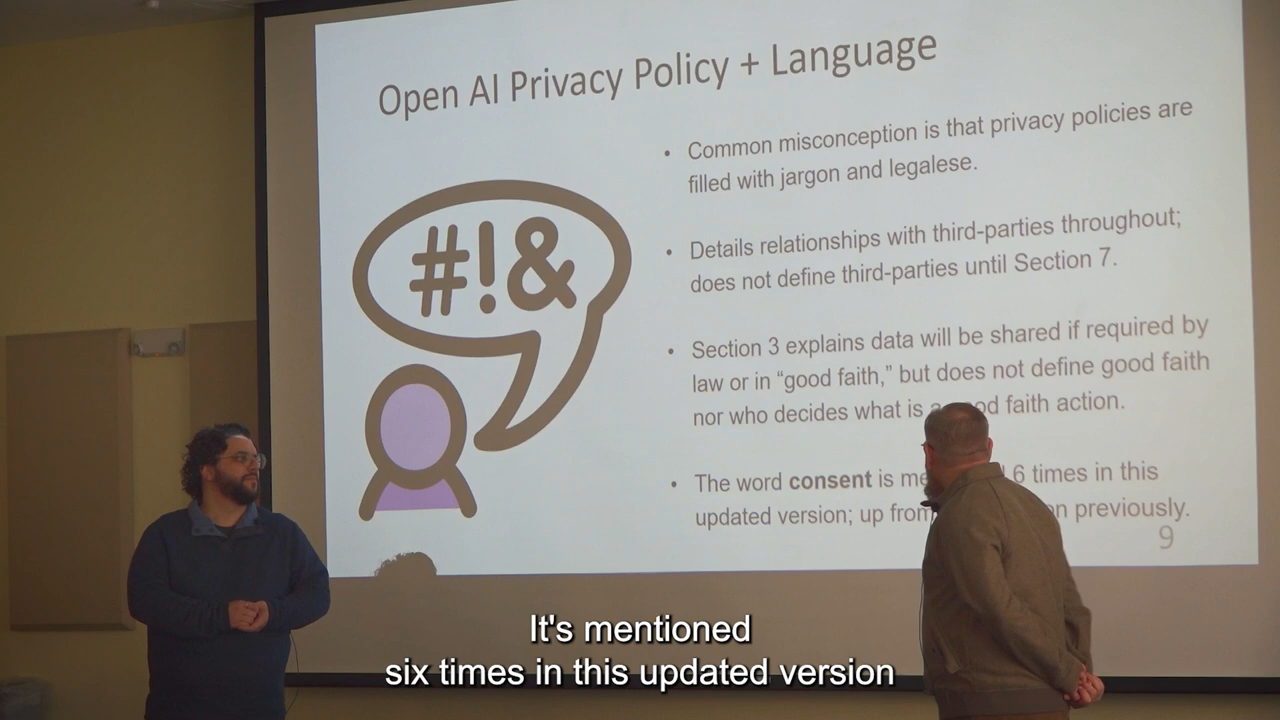 Open AI Privacy Policy + Language
#!&
• Common misconception is that privacy policies are
filled with jargon and legalese.
• Details relationships with third-parties throughout;
does not define third-parties until Section 7.
• Section 3 explains data will be shared if required by
law or in “good faith,” but does not define good faith
nor who decides what is faith action.
• The word consent is 6 times in this
updated version; up from previously.
9
It's mentioned
six times in this updated version